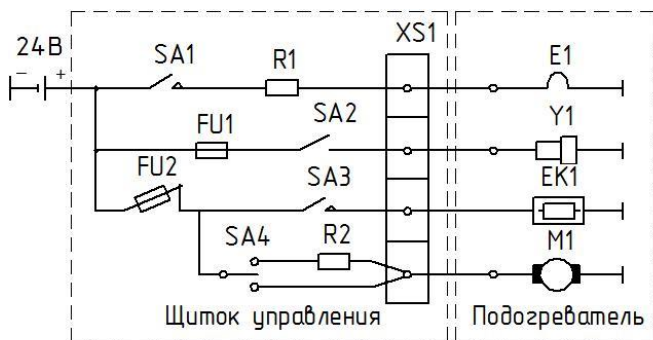 24В
XS1
SA1
R1
E1
FU1
SA2
Y1
FU2
SA3
EK1
SA4
R2
M1
Щиток управления
Подогреватель